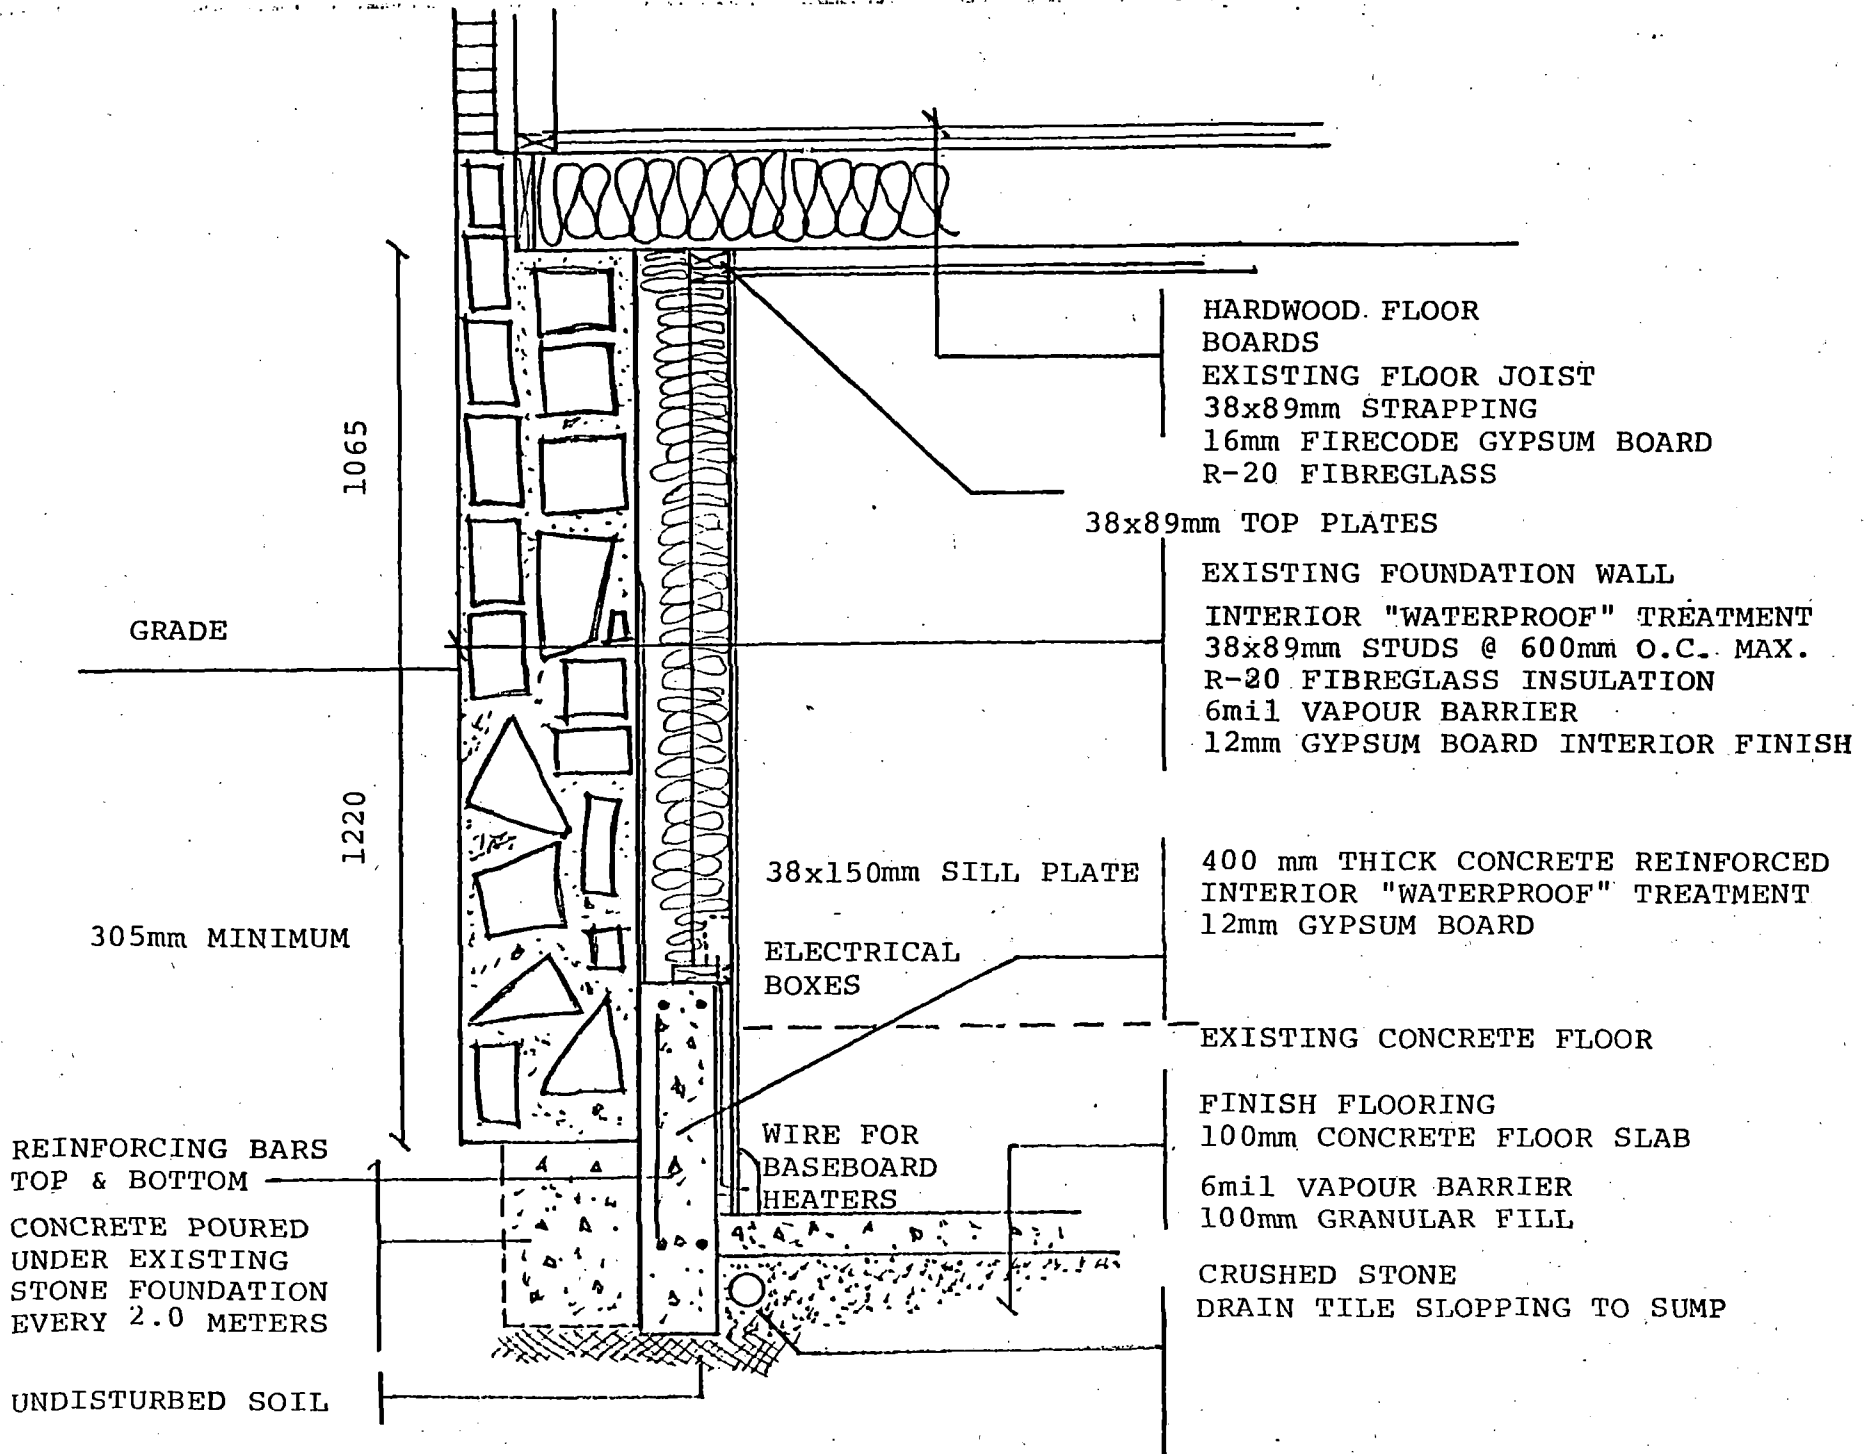 HARDWOOD FLOOR
BOARDS
EXISTING FLOOR JOIST
38x89mm STRAPPING
16mm FIRECODE GYPSUM BOARD
R-20 FIBREGLASS
38x89mm TOP PLATES
EXISTING FOUNDATION WALL
INTERIOR "WATERPROOF" TREATMENT
38x89mm STUDS @ 600mm O.C. MAX.
R-20 FIBREGLASS INSULATION
6mil VAPOUR BARRIER
12mm GYPSUM BOARD INTERIOR FINISH
1065
GRADE
1220
305mm MINIMUM
38x150mm SILL PLATE
ELECTRICAL
BOXES
400 mm THICK CONCRETE REINFORCED
INTERIOR "WATERPROOF" TREATMENT
12mm GYPSUM BOARD
EXISTING CONCRETE FLOOR
FINISH FLOORING
100mm CONCRETE FLOOR SLAB
6mil VAPOUR BARRIER
100mm GRANULAR FILL
CRUSHED STONE
DRAIN TILE SLOPPING TO SUMP
WIRE FOR
BASEBOARD
HEATERS
REINFORCING BARS
TOP & BOTTOM
CONCRETE POURED
UNDER EXISTING
STONE FOUNDATION
EVERY 2.0 METERS
UNDISTURBED SOIL